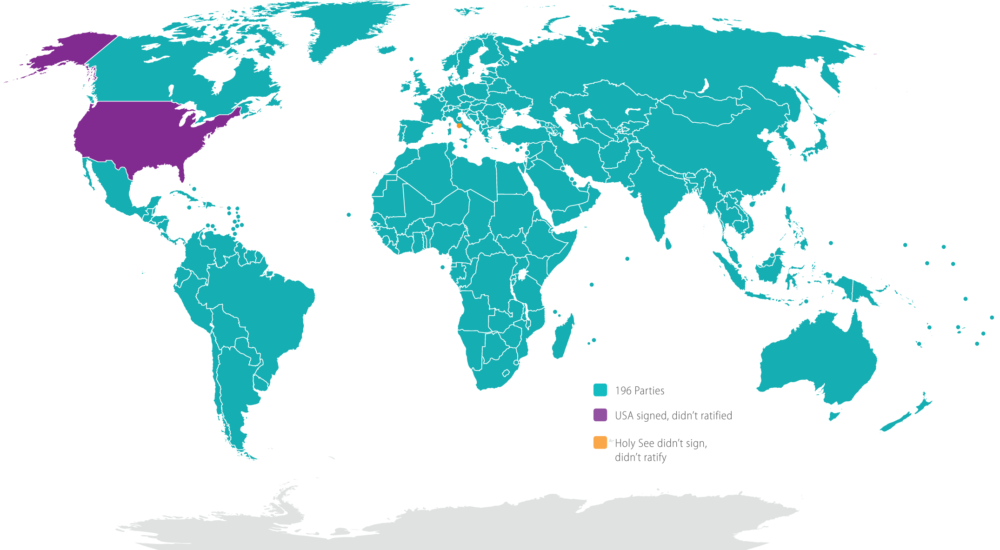 196 Parties
USA signed, didn’t ratified
Holy See didn’t sign,
didn’t ratify